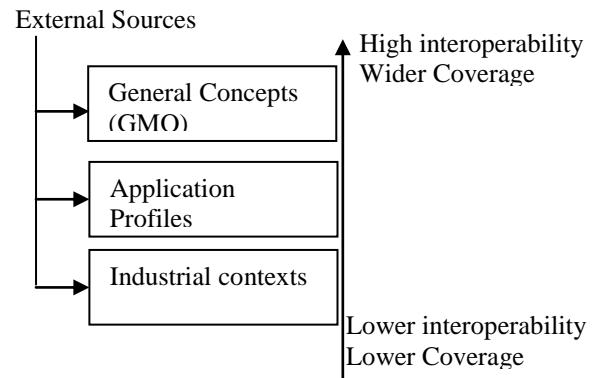 External Sources
High interoperability
Wider Coverage
General Concepts
(GMO)
Application
Profiles
Industrial contexts
Lower interoperability
Lower Coverage